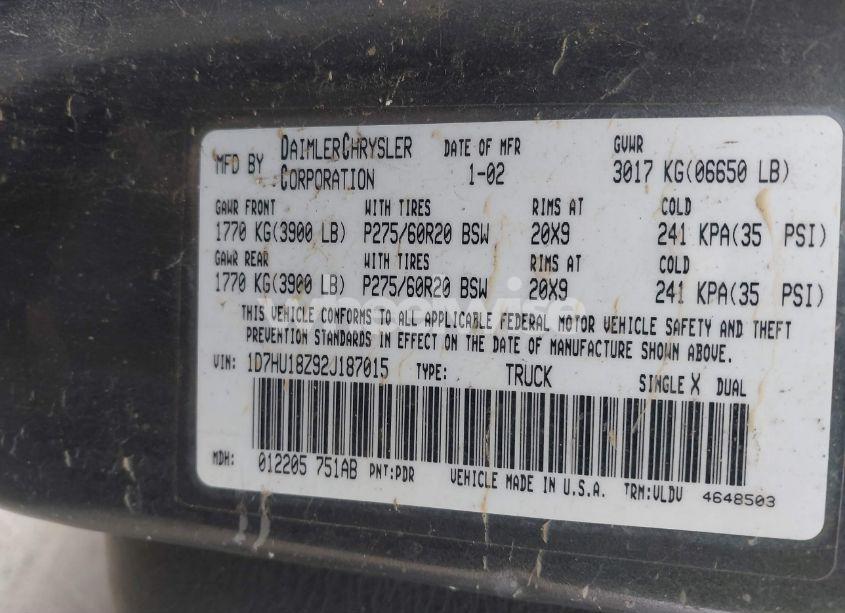 MFD BY DAIMLERCHRYSLER CORPORATION DATE OF MFR 1-02 GVWR 3017 KG(06650 LB)
GAWR FRONT WITH TIRES RIMS AT COLD
1770 KG(3900 LB) P275/60R20 BSW 20X9 241 KPA(35 PSI)
GAWR REAR WITH TIRES RIMS AT COLD
1770 KG(3900 LB) P275/60R20 BSW 20X9 241 KPA(35 PSI)
THIS VEHICLE CONFORMS TO ALL APPLICABLE FEDERAL MOTOR VEHICLE SAFETY AND THEFT
PREVENTION STANDARDS IN EFFECT ON THE DATE OF MANUFACTURE SHOWN ABOVE.
VIN: 1D7HU18Z92J187015 TYPE: TRUCK SINGLE X DUAL
MDH: 012205 751AB PNT:PDR VEHICLE MADE IN U.S.A. TRM:VLDV 4648503